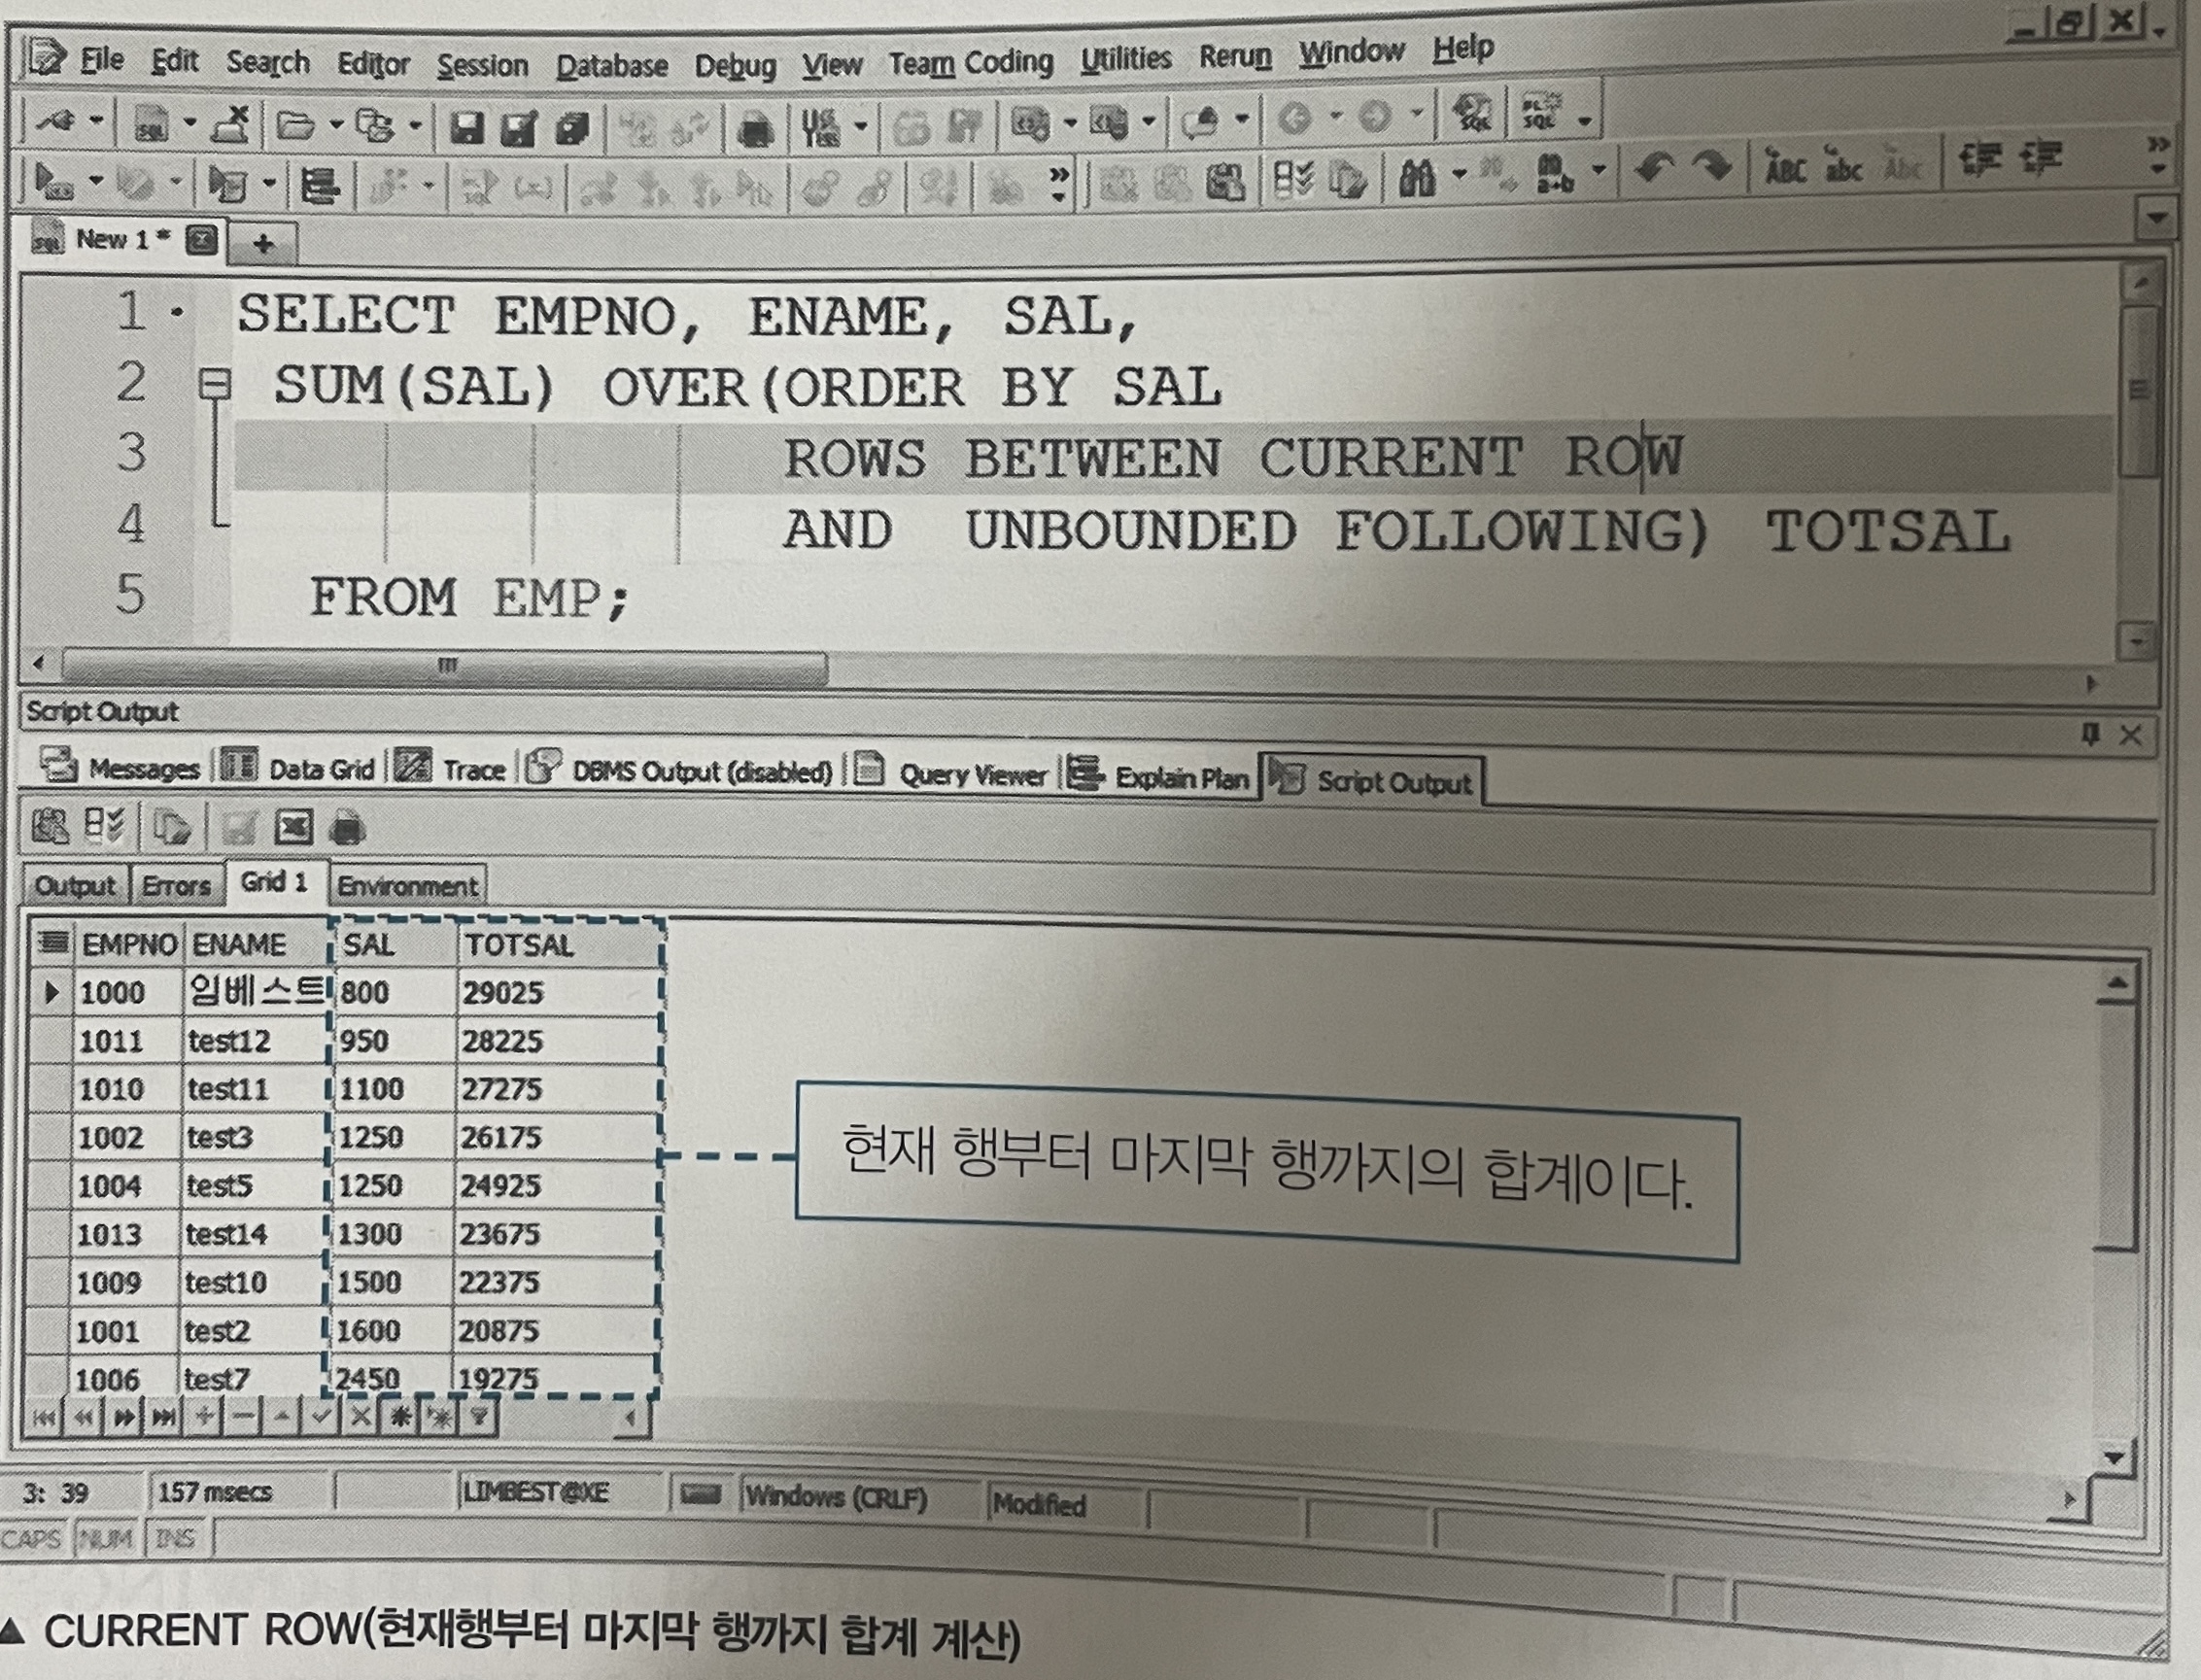 File Edit Search Editor Session Database Debug View Team Coding Utilities Rerun Window Help
New 1 *
1 SELECT EMPNO, ENAME, SAL,
2 SUM(SAL) OVER(ORDER BY SAL
3 ROWS BETWEEN CURRENT ROW
4 AND UNBOUNDED FOLLOWING) TOTSAL
5 FROM EMP;
Script Output
Messages Data Grid Trace DBMS Output (disabled) Query Viewer Explain Plan Script Output
Output Errors Grid 1 Environment
EMPNO ENAME SAL TOTSAL
1000 임베스트 800 29025
1011 test12 950 28225
1010 test11 1100 27275
1002 test3 1250 26175
1004 test5 1250 24925
1013 test14 1300 23675
1009 test10 1500 22375
1001 test2 1600 20875
1006 test7 2450 19275
현재 행부터 마지막 행까지의 합계이다.
3: 39 157 msecs LIMBEST@XE Windows (CRLF) Modified
CAPS NUM INS
▲ CURRENT ROW(현재행부터 마지막 행까지 합계 계산)